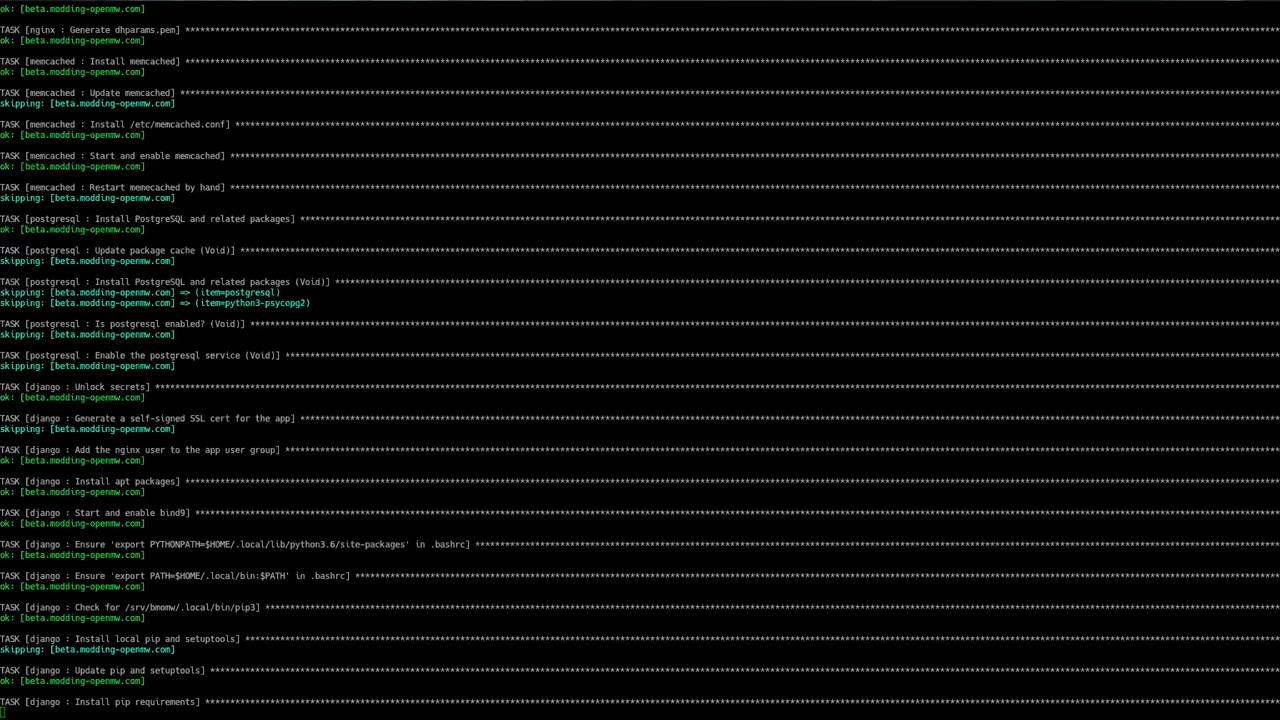 ok: [beta.modding-openmw.com]
TASK [nginx : Generate dhparams.pem] ****************************************************************************************************************************************************************************************************************************
ok: [beta.modding-openmw.com]
TASK [memcached : Install memcached] ****************************************************************************************************************************************************************************************************************************
ok: [beta.modding-openmw.com]
TASK [memcached : Update memcached] *****************************************************************************************************************************************************************************************************************************
skipping: [beta.modding-openmw.com]
TASK [memcached : Install /etc/memcached.conf] ******************************************************************************************************************************************************************************************************************
ok: [beta.modding-openmw.com]
TASK [memcached : Start and enable memcached] *******************************************************************************************************************************************************************************************************************
ok: [beta.modding-openmw.com]
TASK [memcached : Restart memecached by hand] *******************************************************************************************************************************************************************************************************************
skipping: [beta.modding-openmw.com]
TASK [postgresql : Install PostgreSQL and related packages] *****************************************************************************************************************************************************************************************************
ok: [beta.modding-openmw.com]
TASK [postgresql : Update package cache (Void)] *****************************************************************************************************************************************************************************************************************
skipping: [beta.modding-openmw.com]
TASK [postgresql : Install PostgreSQL and related packages (Void)] **********************************************************************************************************************************************************************************************
skipping: [beta.modding-openmw.com] => (item=postgresql)
skipping: [beta.modding-openmw.com] => (item=python3-psycopg2)
TASK [postgresql : Is postgresql enabled? (Void)] ***************************************************************************************************************************************************************************************************************
skipping: [beta.modding-openmw.com]
TASK [postgresql : Enable the postgresql service (Void)] ********************************************************************************************************************************************************************************************************
skipping: [beta.modding-openmw.com]
TASK [django : Unlock secrets] **********************************************************************************************************************************************************************************************************************************
ok: [beta.modding-openmw.com]
TASK [django : Generate a self-signed SSL cert for the app] *****************************************************************************************************************************************************************************************************
skipping: [beta.modding-openmw.com]
TASK [django : Add the nginx user to the app user group] ********************************************************************************************************************************************************************************************************
ok: [beta.modding-openmw.com]
TASK [django : Install apt packages] ****************************************************************************************************************************************************************************************************************************
ok: [beta.modding-openmw.com]
TASK [django : Start and enable bind9] **************************************************************************************************************************************************************************************************************************
ok: [beta.modding-openmw.com]
TASK [django : Ensure 'export PYTHONPATH=$HOME/.local/lib/python3.6/site-packages' in .bashrc] ******************************************************************************************************************************************************************
ok: [beta.modding-openmw.com]
TASK [django : Ensure 'export PATH=$HOME/.local/bin:$PATH' in .bashrc] ******************************************************************************************************************************************************************************************
ok: [beta.modding-openmw.com]
TASK [django : Check for /srv/bmomw/.local/bin/pip3] ************************************************************************************************************************************************************************************************************
ok: [beta.modding-openmw.com]
TASK [django : Install local pip and setuptools] ****************************************************************************************************************************************************************************************************************
skipping: [beta.modding-openmw.com]
TASK [django : Update pip and setuptools] ***********************************************************************************************************************************************************************************************************************
ok: [beta.modding-openmw.com]
TASK [django : Install pip requirements] ************************************************************************************************************************************************************************************************************************